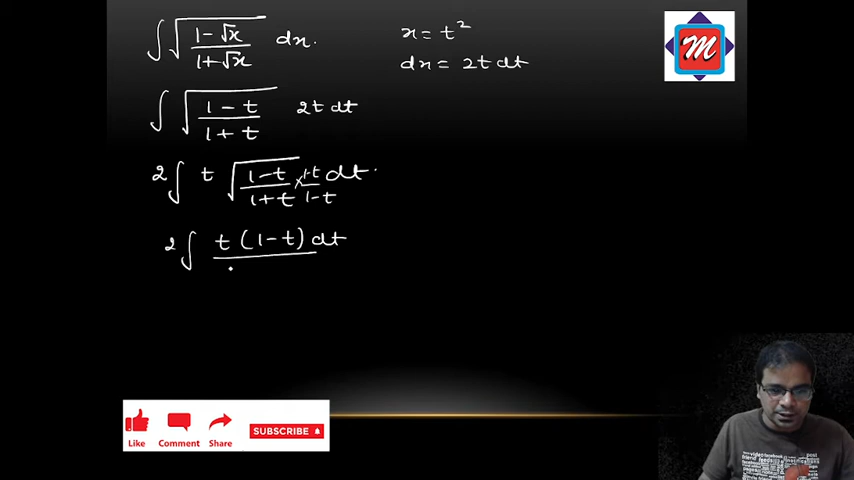 ∫ √((1-√x)/(1+√x)) dx.
x = t²
dx = 2t dt
∫ √((1-t)/(1+t)) 2t dt
2∫ t √((1-t)/(1+t) × (1-t)/(1-t)) dt.
2∫ t(1-t) dt
M
Like
Comment
Share
SUBSCRIBE